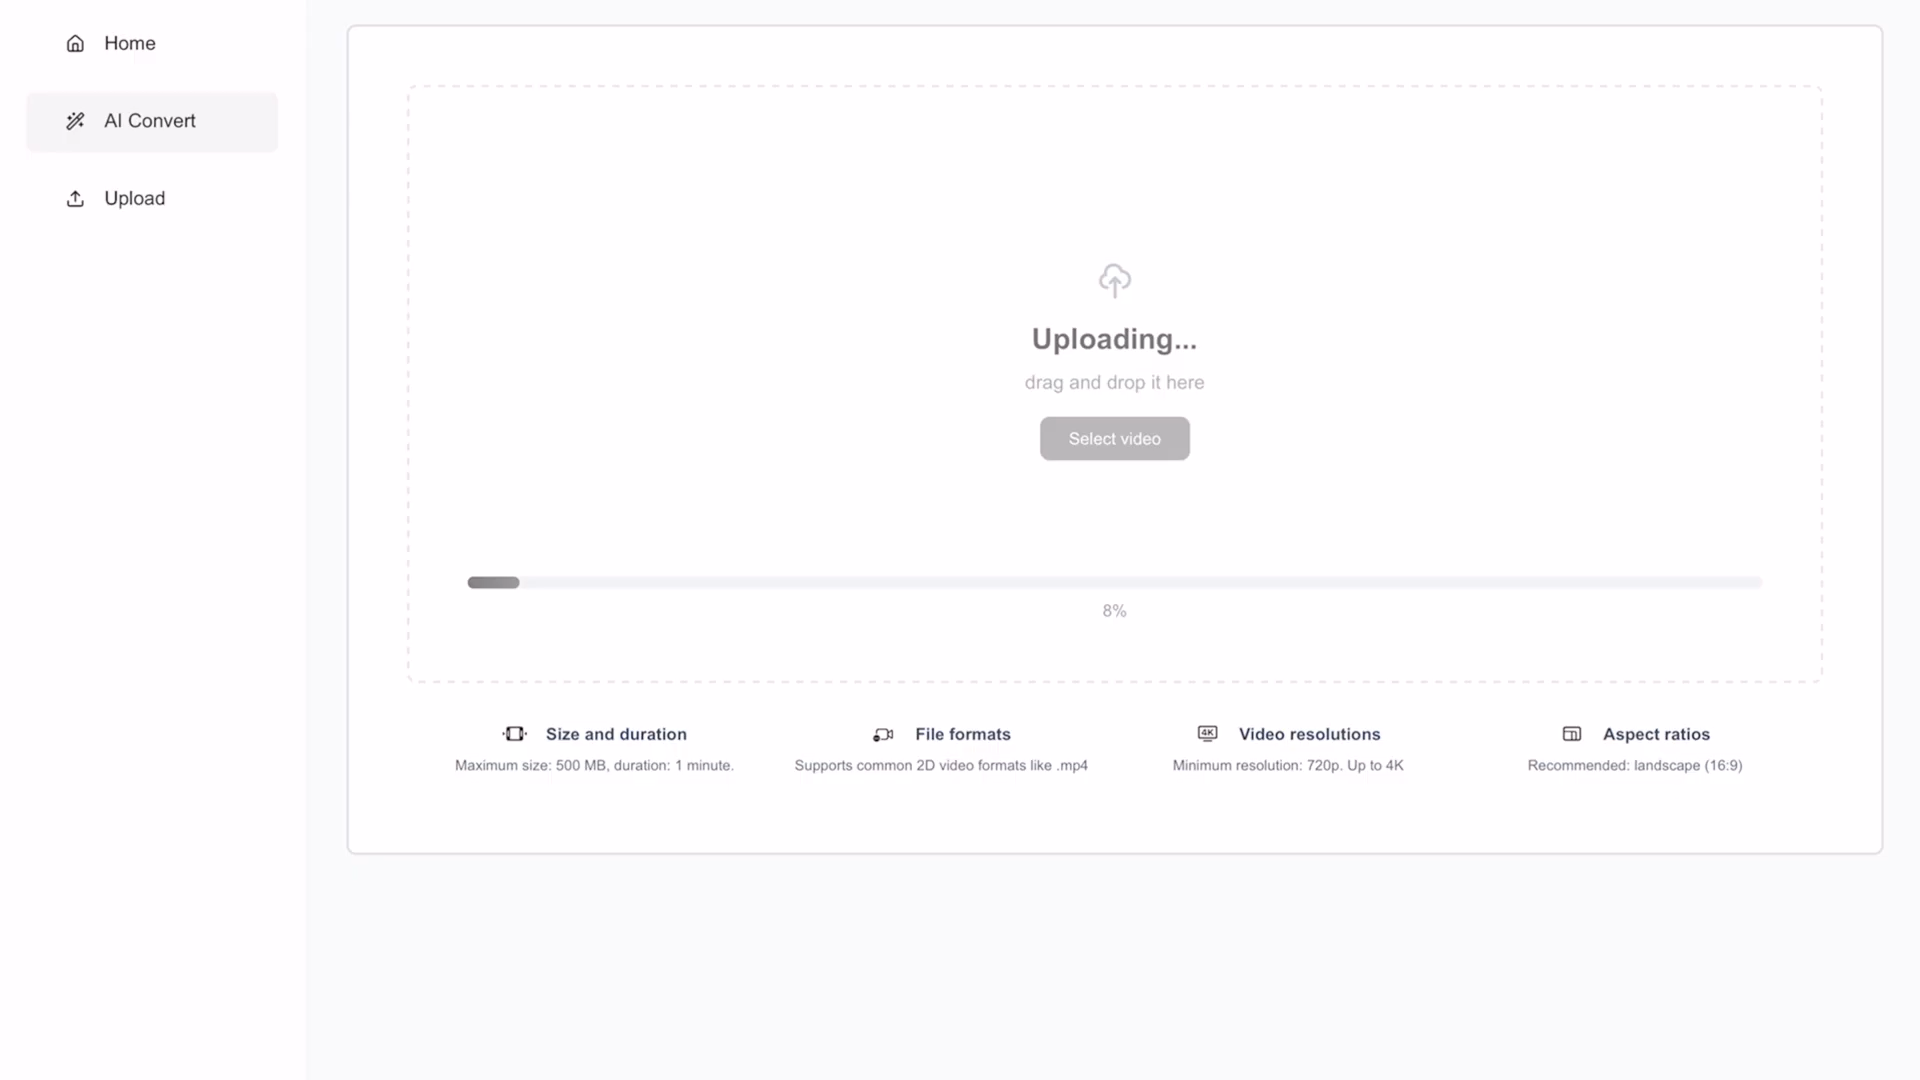 Home
AI Convert
Upload
Uploading...
drag and drop it here
Select video
8%
Size and duration
Maximum size: 500 MB, duration: 1 minute.
File formats
Supports common 2D video formats like .mp4
4K
Video resolutions
Minimum resolution: 720p. Up to 4K
Aspect ratios
Recommended: landscape (16:9)